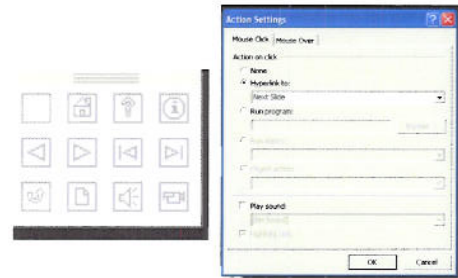 Action Settings
Mouse Click
Mouse Over
Action on click
None
Hyperlink to:
Next Slide
Run program:
Play sound:
OK
Cancel